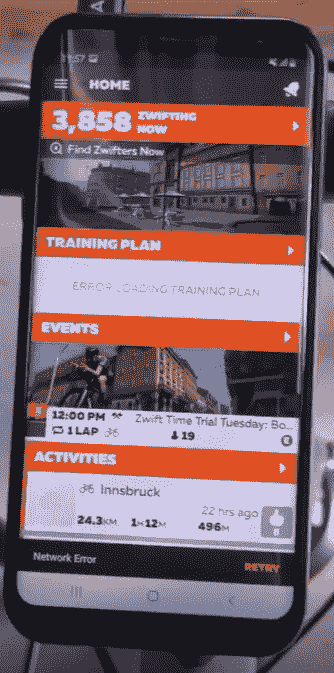 HOME
3,858 ZWIFTING
NOW
Find Zwifters Now
TRAINING PLAN
ERROR LOADING TRAINING PLAN
EVENTS
12:00 PM Zwift Time Trial Tuesday: Bo...
1 LAP 19
ACTIVITIES
Innsbruck
22 hrs ago
24.3KM 1H12M 496M
Network Error RETRY